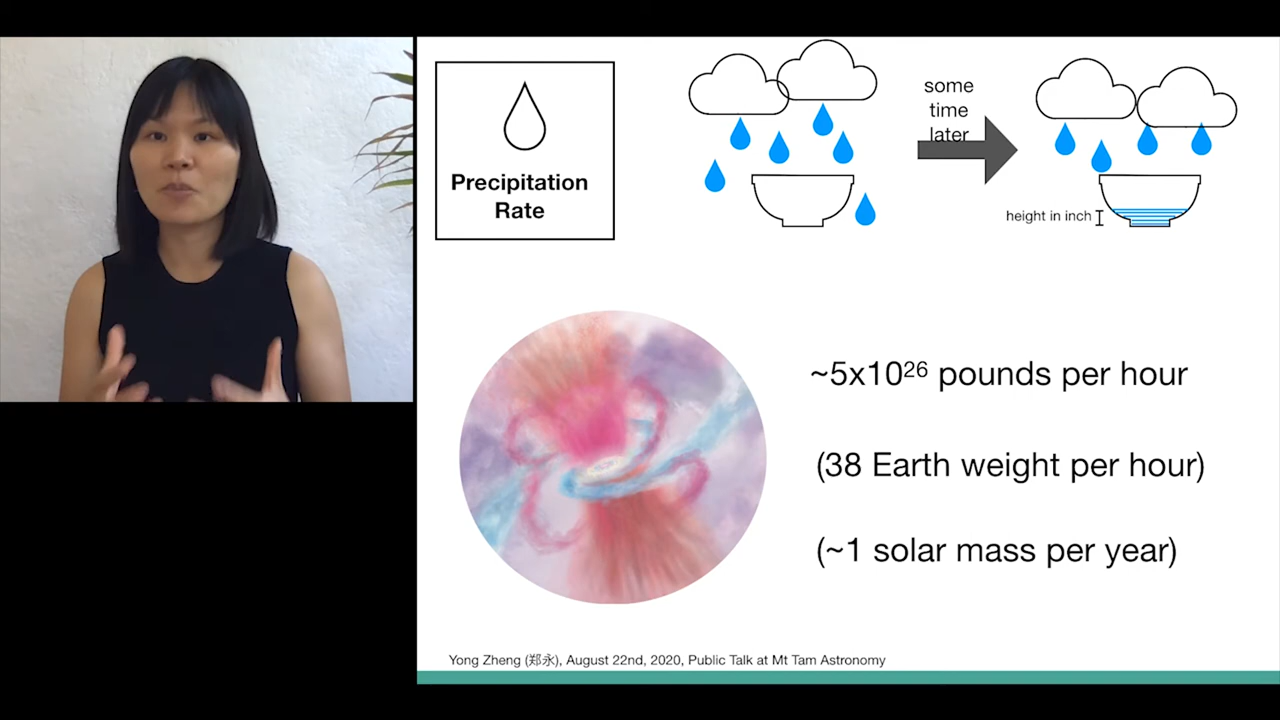 Precipitation
Rate
some
time
later
height in inch
~5x10²⁶ pounds per hour
(38 Earth weight per hour)
(~1 solar mass per year)
Yong Zheng (郑永), August 22nd, 2020, Public Talk at Mt Tam Astronomy